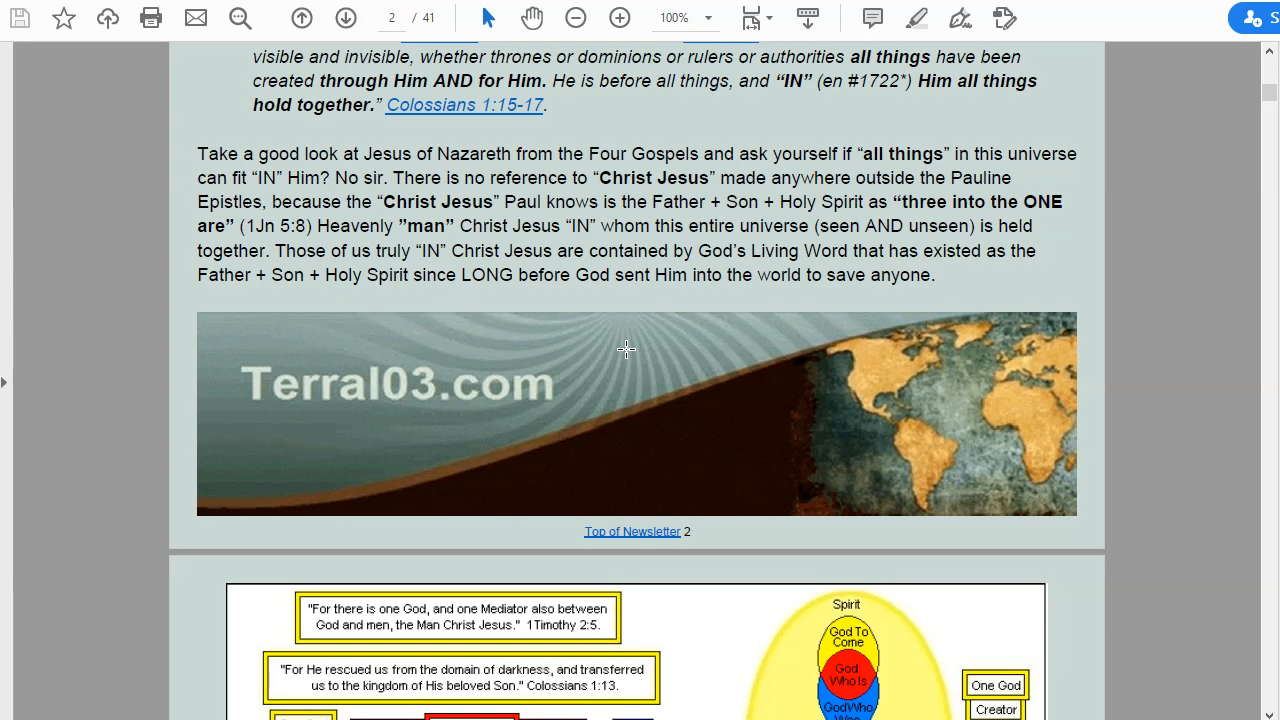 2 / 41
100%
S
visible and invisible, whether thrones or dominions or rulers or authorities all things have been
created through Him AND for Him. He is before all things, and “IN” (en #1722*) Him all things
hold together.” Colossians 1:15-17.
Take a good look at Jesus of Nazareth from the Four Gospels and ask yourself if “all things” in this universe
can fit “IN” Him? No sir. There is no reference to “Christ Jesus” made anywhere outside the Pauline
Epistles, because the “Christ Jesus” Paul knows is the Father + Son + Holy Spirit as “three into the ONE
are” (1Jn 5:8) Heavenly ”man” Christ Jesus “IN” whom this entire universe (seen AND unseen) is held
together. Those of us truly “IN” Christ Jesus are contained by God’s Living Word that has existed as the
Father + Son + Holy Spirit since LONG before God sent Him into the world to save anyone.
Terral03.com
Top of Newsletter 2
"For there is one God, and one Mediator also between
God and men, the Man Christ Jesus." 1Timothy 2:5.
"For He rescued us from the domain of darkness, and transferred
us to the kingdom of His beloved Son." Colossians 1:13.
Spirit
God To
Come
God
Who Is
God Who
One God
Creator